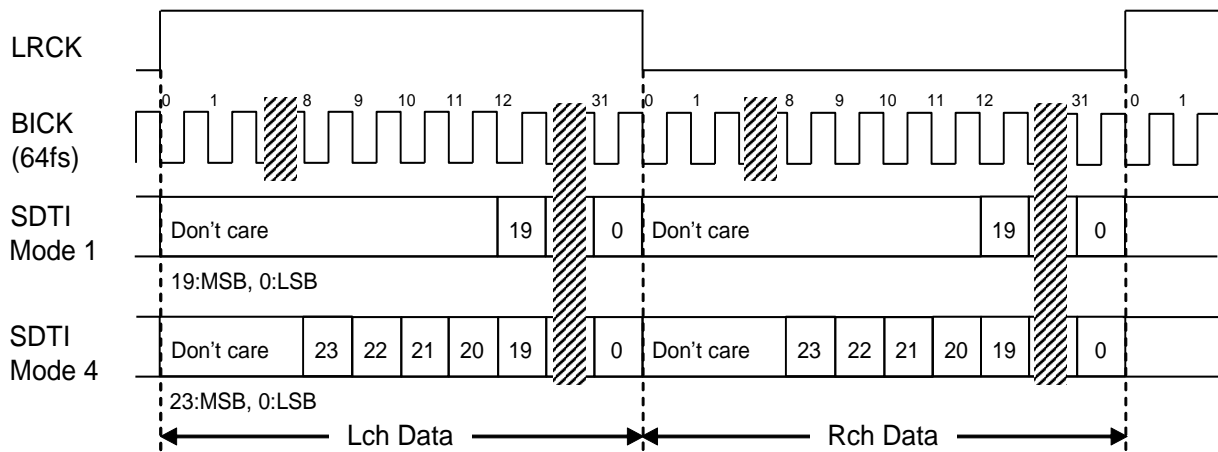 LRCK
0 1 8 9 10 11 12 31 0 1 8 9 10 11 12 31 0 1
BICK
(64fs)
SDTI
Mode 1
Don't care 19 0 Don't care 19 0
19:MSB, 0:LSB
SDTI
Mode 4
Don't care 23 22 21 20 19 0 Don't care 23 22 21 20 19 0
23:MSB, 0:LSB
Lch Data Rch Data